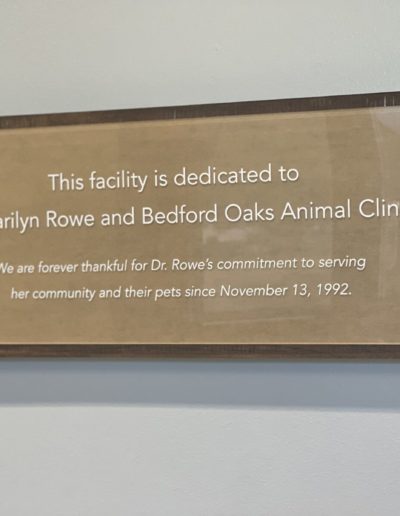 This facility is dedicated to
arilyn Rowe and Bedford Oaks Animal Clin
We are forever thankful for Dr. Rowe's commitment to serving
her community and their pets since November 13, 1992.